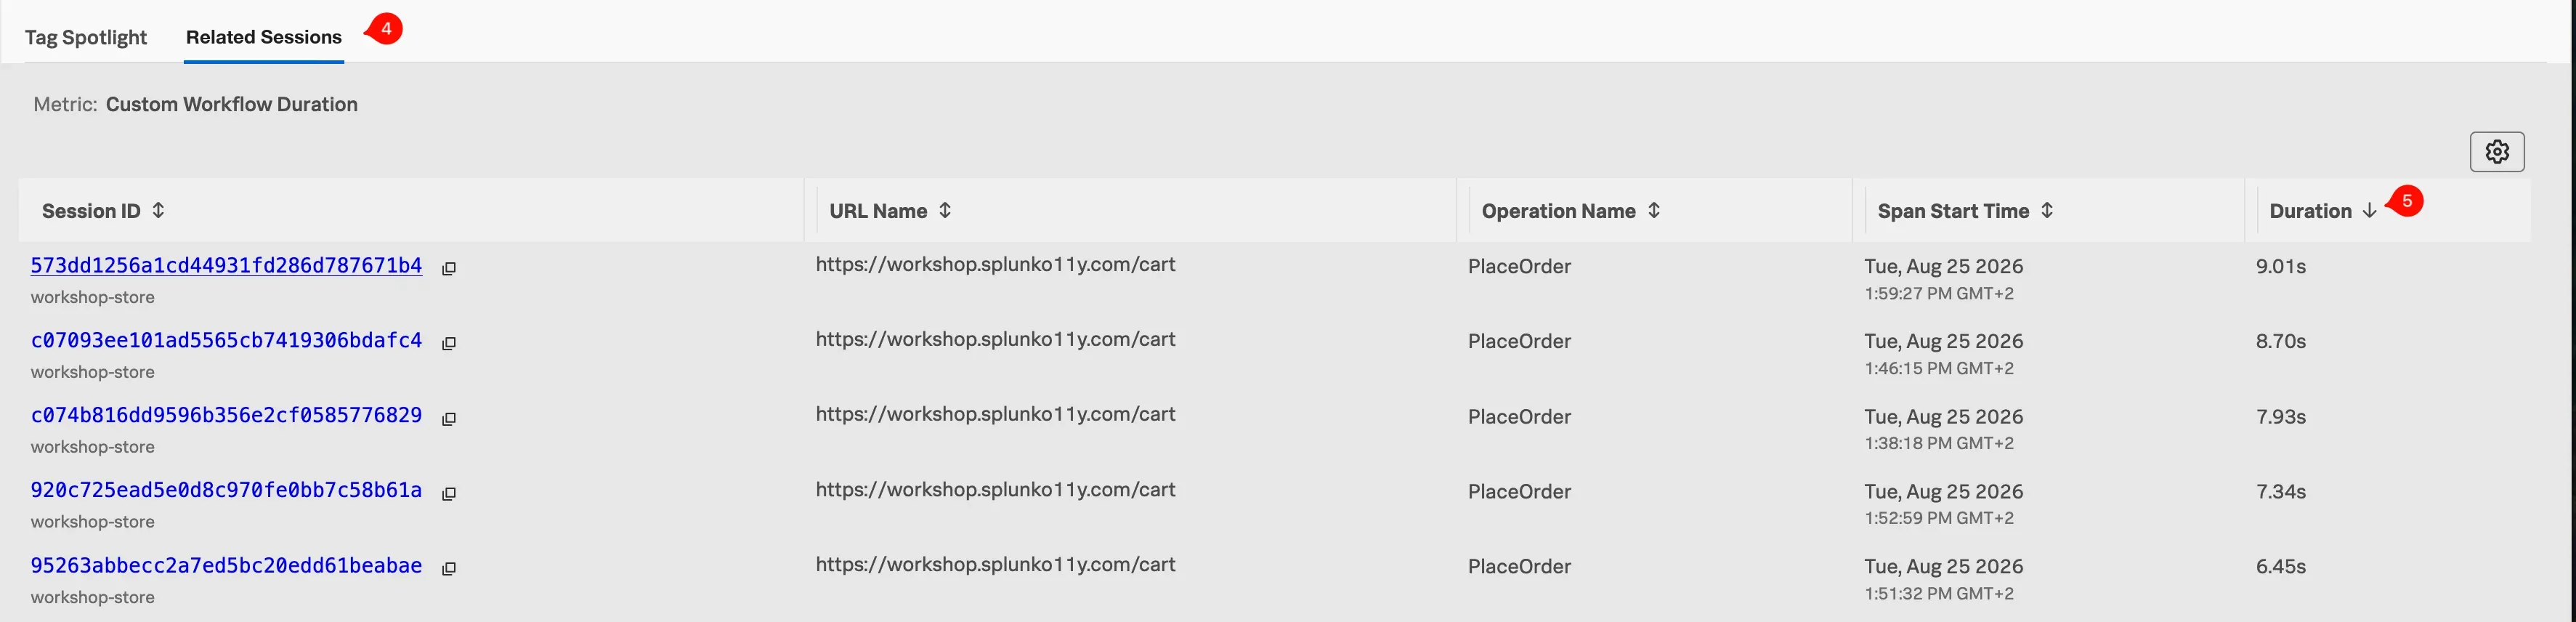 Tag Spotlight Related Sessions 4
Metric: Custom Workflow Duration
Session ID URL Name Operation Name Span Start Time Duration 5
573dd1256a1cd44931fd286d787671b4 https://workshop.splunko11y.com/cart PlaceOrder Tue, Aug 25 2026 9.01s
workshop-store 1:59:27 PM GMT+2
c07093ee101ad5565cb7419306bdafc4 https://workshop.splunko11y.com/cart PlaceOrder Tue, Aug 25 2026 8.70s
workshop-store 1:46:15 PM GMT+2
c074b816dd9596b356e2cf0585776829 https://workshop.splunko11y.com/cart PlaceOrder Tue, Aug 25 2026 7.93s
workshop-store 1:38:18 PM GMT+2
920c725ead5e0d8c970fe0bb7c58b61a https://workshop.splunko11y.com/cart PlaceOrder Tue, Aug 25 2026 7.34s
workshop-store 1:52:59 PM GMT+2
95263abbecc2a7ed5bc20edd61beabae https://workshop.splunko11y.com/cart PlaceOrder Tue, Aug 25 2026 6.45s
workshop-store 1:51:32 PM GMT+2